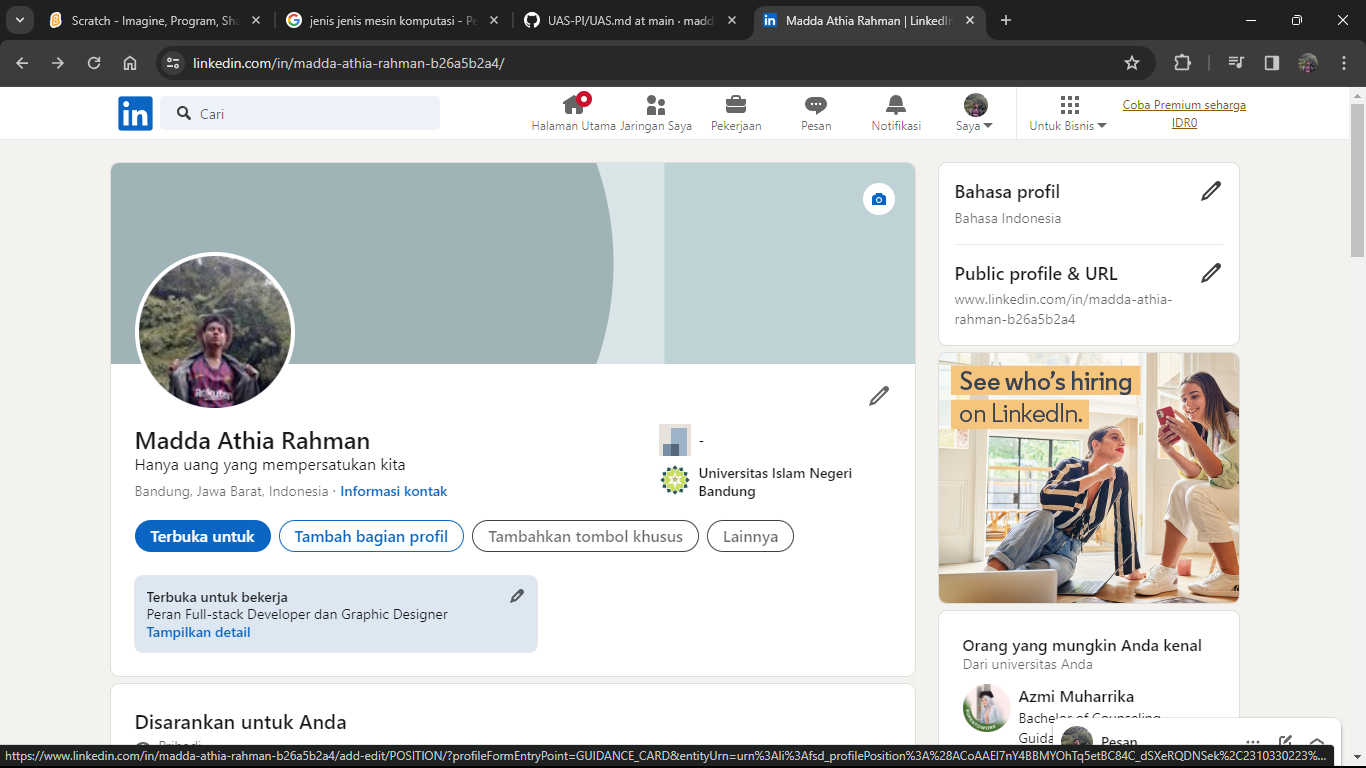 Scratch - Imagine, Program, Sha
jenis jenis mesin komputasi - Pe
UAS-PI/UAS.md at main · madd
Madda Athia Rahman | LinkedIn
linkedin.com/in/madda-athia-rahman-b26a5b2a4/
in
Cari
Halaman Utama
Jaringan Saya
Pekerjaan
Pesan
Notifikasi
Saya
Untuk Bisnis
Coba Premium seharga
IDR0
Rakuten
Madda Athia Rahman
Hanya uang yang mempersatukan kita
Bandung, Jawa Barat, Indonesia · Informasi kontak
-
Universitas Islam Negeri
Bandung
Terbuka untuk
Tambah bagian profil
Tambahkan tombol khusus
Lainnya
Terbuka untuk bekerja
Peran Full-stack Developer dan Graphic Designer
Tampilkan detail
Disarankan untuk Anda
Pribadi
Bahasa profil
Bahasa Indonesia
Public profile & URL
www.linkedin.com/in/madda-athia-
rahman-b26a5b2a4
See who's hiring
on LinkedIn.
Orang yang mungkin Anda kenal
Dari universitas Anda
Azmi Muharrika
Bachelor of Counseling
Guida
Pesan
https://www.linkedin.com/in/madda-athia-rahman-b26a5b2a4/add-edit/POSITION/?profileFormEntryPoint=GUIDANCE_CARD&entityUrn=urn%3Ali%3Afsd_profilePosition%3A%28ACoAAEI7nY4BBMYOhTq5etBC84C_dSXeRQDNSek%2C2310330223%...